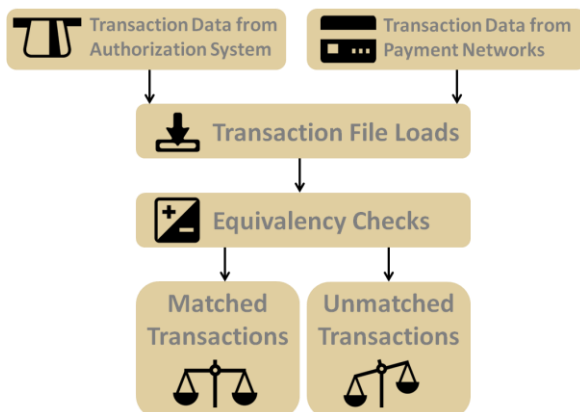 Transaction Data from
Authorization System
Transaction Data from
Payment Networks
Transaction File Loads
Equivalency Checks
Matched
Transactions
Unmatched
Transactions